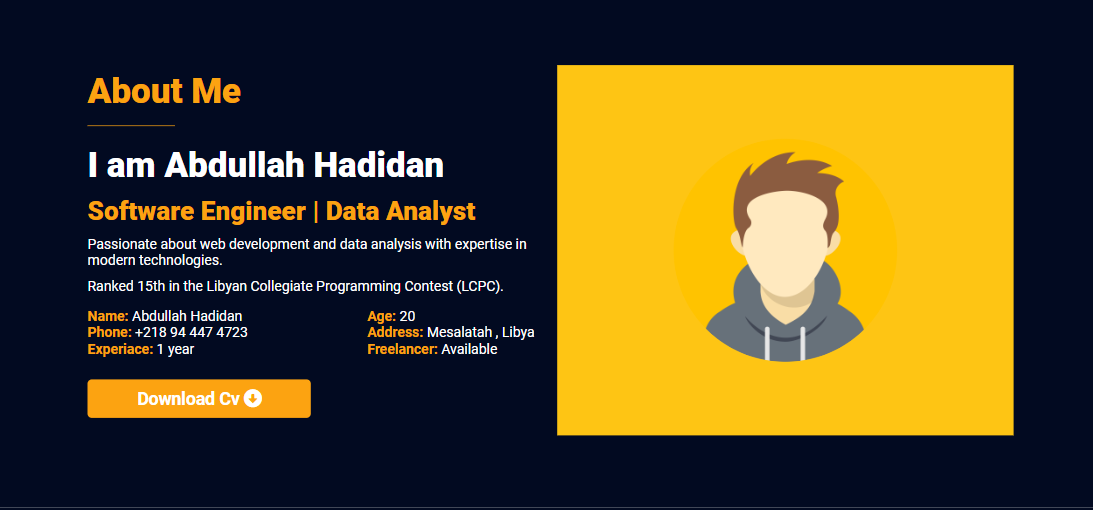 About Me
I am Abdullah Hadidan
Software Engineer | Data Analyst
Passionate about web development and data analysis with expertise in
modern technologies.
Ranked 15th in the Libyan Collegiate Programming Contest (LCPC).
Name: Abdullah Hadidan
Age: 20
Phone: +218 94 447 4723
Address: Mesalatah , Libya
Experiace: 1 year
Freelancer: Available
Download Cv